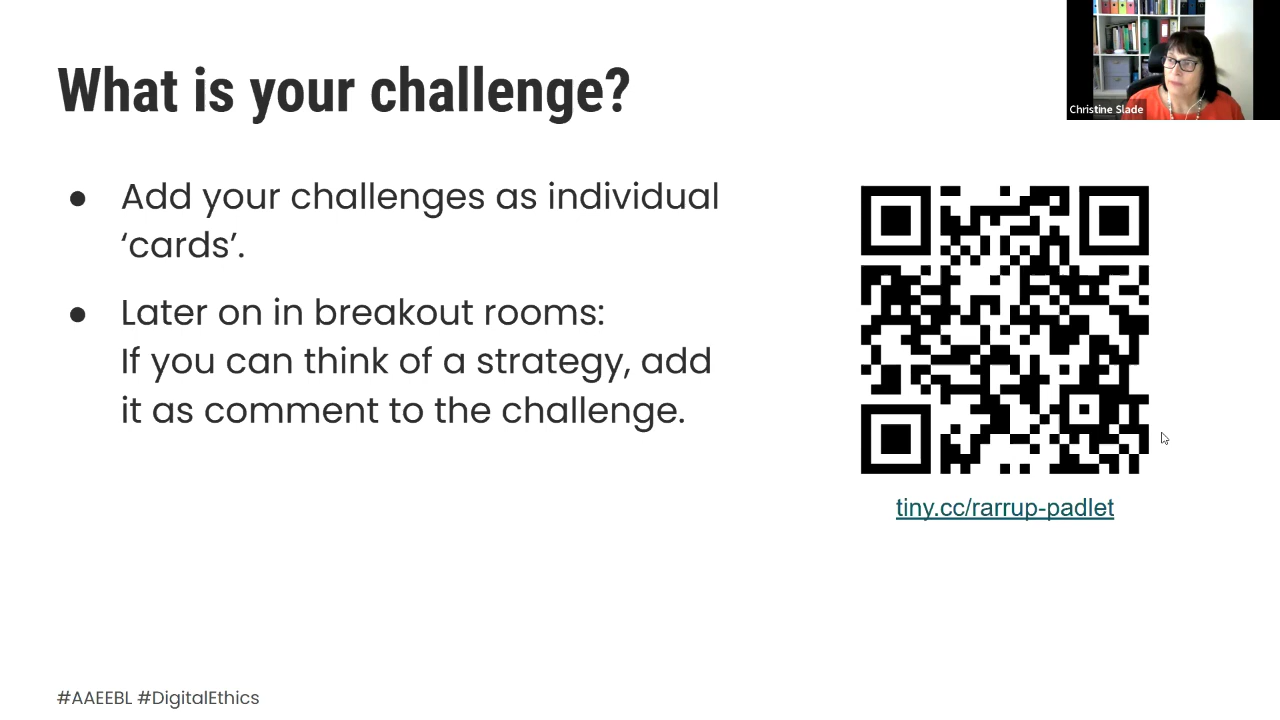 What is your challenge?
Christine Slade
● Add your challenges as individual
‘cards’.
● Later on in breakout rooms:
If you can think of a strategy, add
it as comment to the challenge.
tiny.cc/rarrup-padlet
#AAEEBL #DigitalEthics